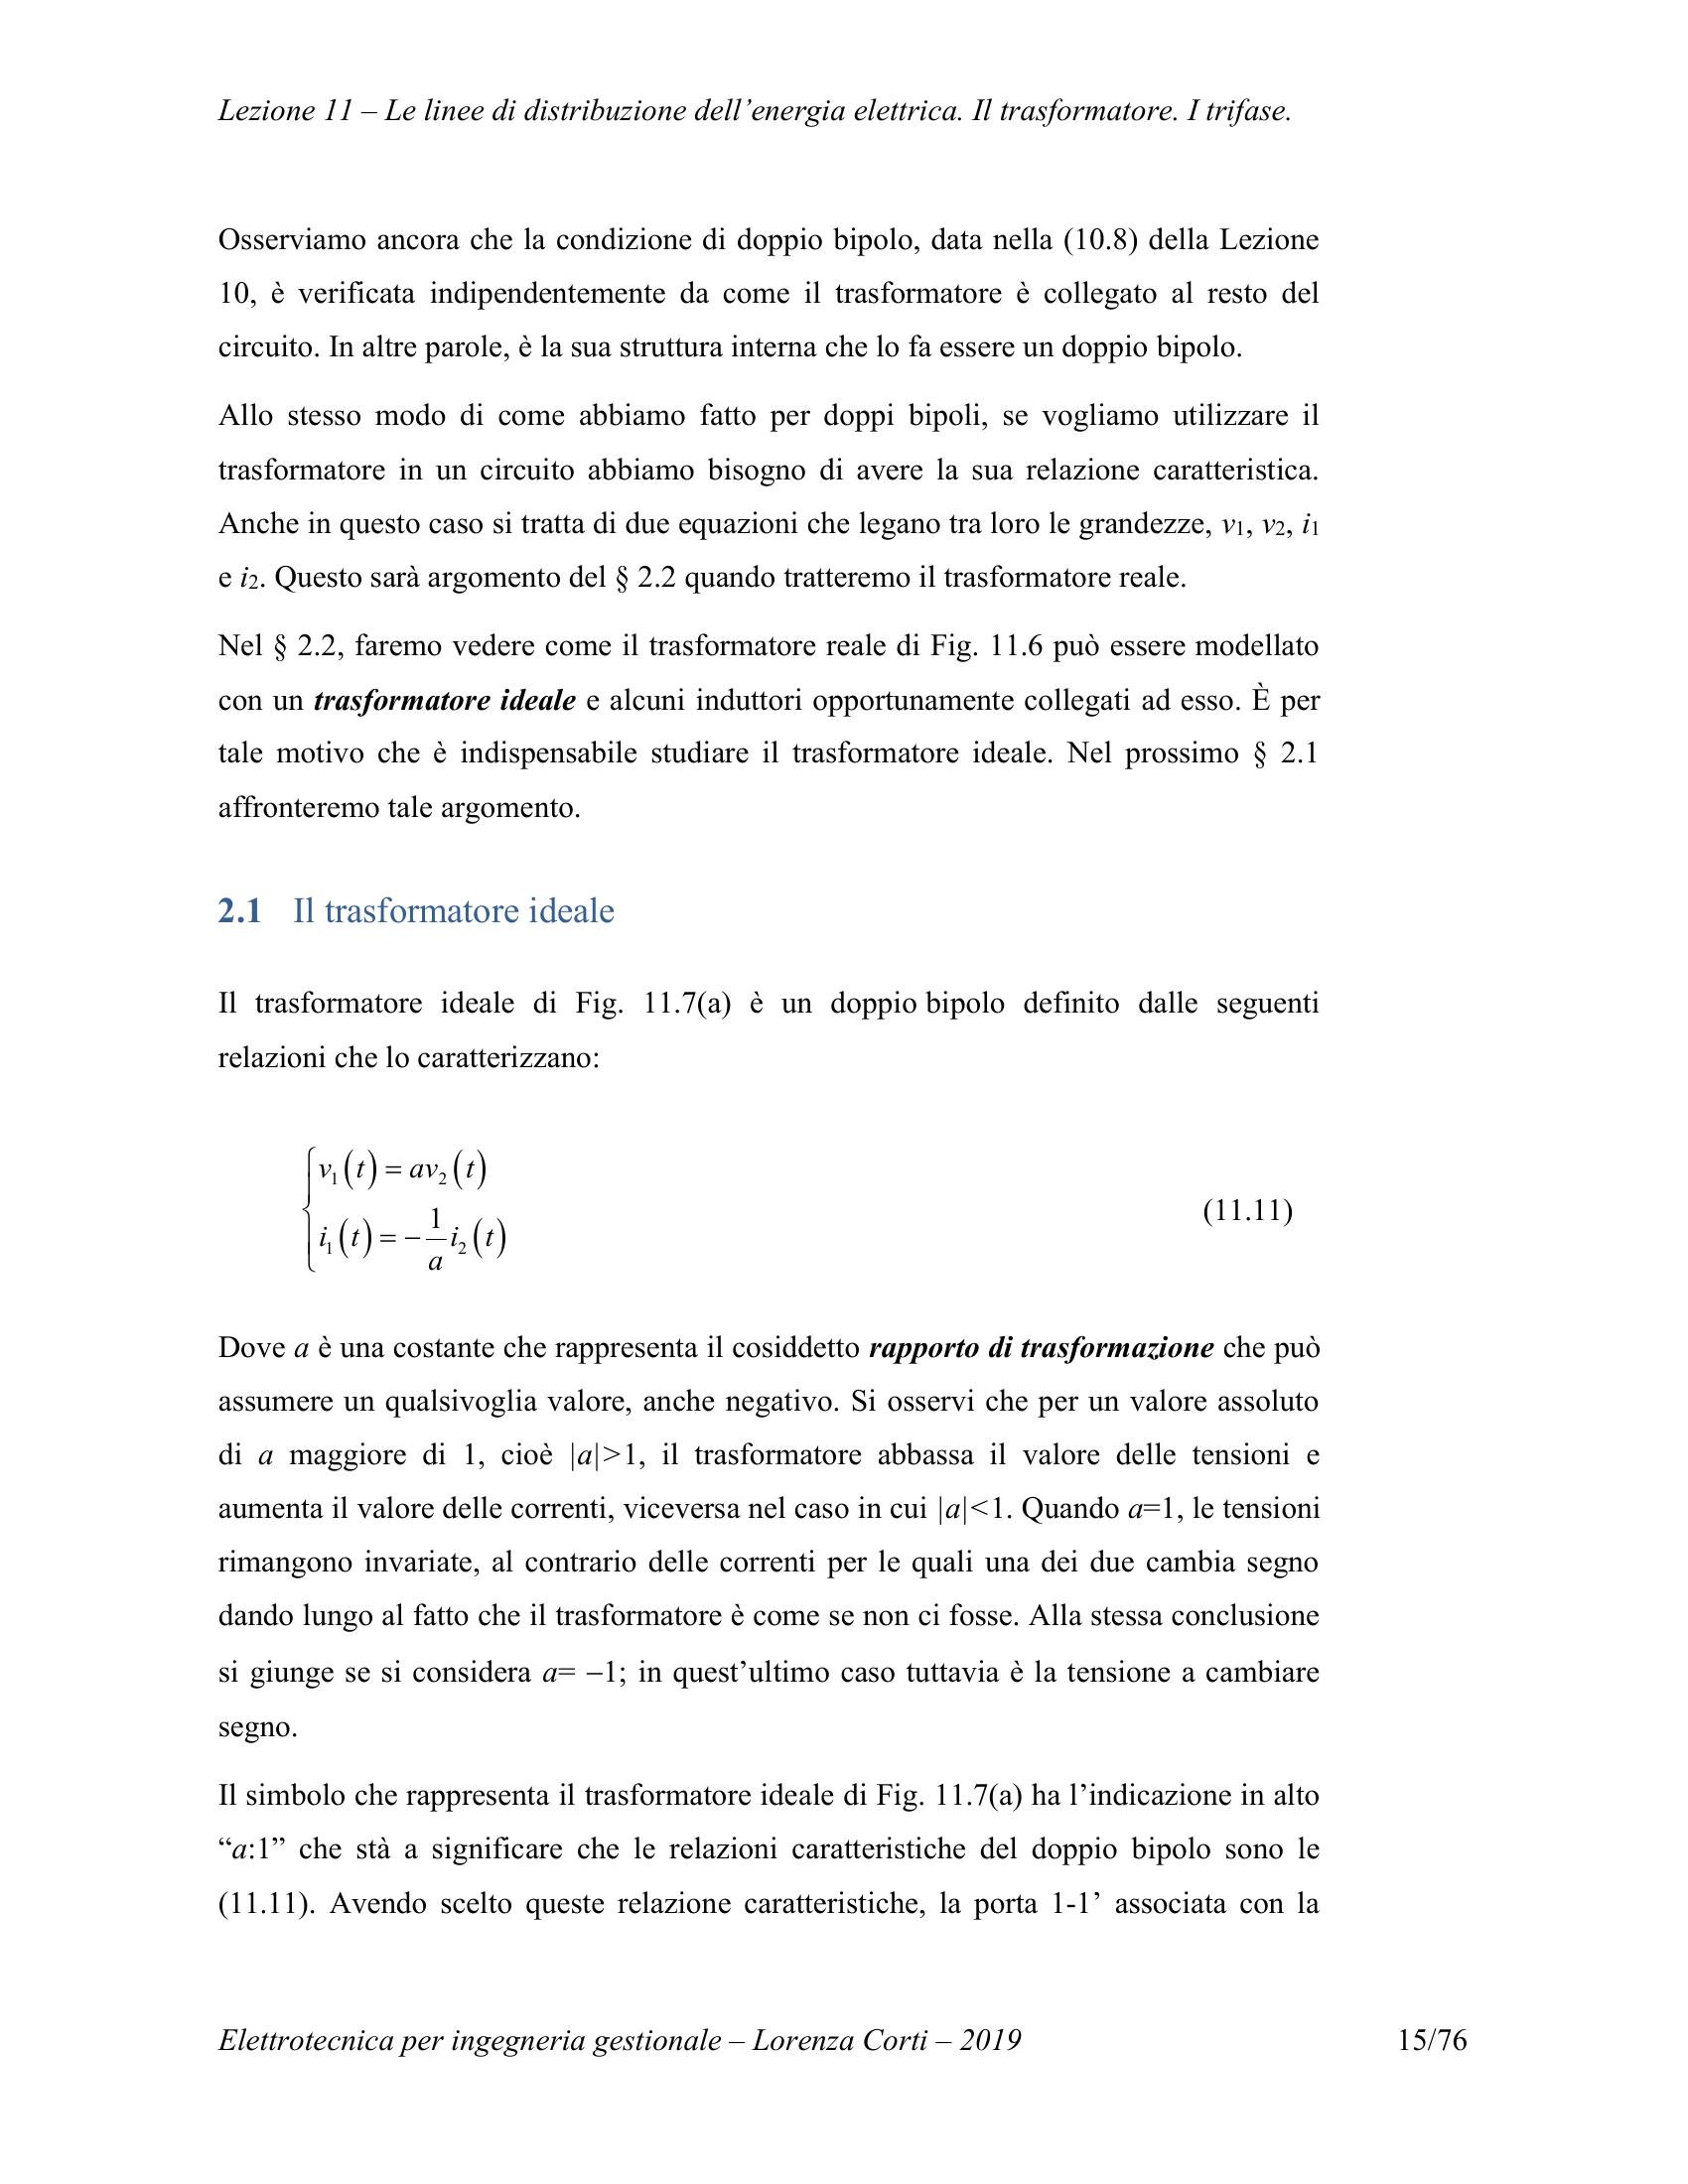 Lezione 11 – Le linee di distribuzione dell’energia elettrica. Il trasformatore. I trifase.
Osserviamo ancora che la condizione di doppio bipolo, data nella (10.8) della Lezione
10, è verificata indipendentemente da come il trasformatore è collegato al resto del
circuito. In altre parole, è la sua struttura interna che lo fa essere un doppio bipolo.
Allo stesso modo di come abbiamo fatto per doppi bipoli, se vogliamo utilizzare il
trasformatore in un circuito abbiamo bisogno di avere la sua relazione caratteristica.
Anche in questo caso si tratta di due equazioni che legano tra loro le grandezze, v1, v2, i1
e i2. Questo sarà argomento del § 2.2 quando tratteremo il trasformatore reale.
Nel § 2.2, faremo vedere come il trasformatore reale di Fig. 11.6 può essere modellato
con un trasformatore ideale e alcuni induttori opportunamente collegati ad esso. È per
tale motivo che è indispensabile studiare il trasformatore ideale. Nel prossimo § 2.1
affronteremo tale argomento.
2.1 Il trasformatore ideale
Il trasformatore ideale di Fig. 11.7(a) è un doppio bipolo definito dalle seguenti
relazioni che lo caratterizzano:
v1(t) = av2(t)
i1(t) = −1/a i2(t)
(11.11)
Dove a è una costante che rappresenta il cosiddetto rapporto di trasformazione che può
assumere un qualsivoglia valore, anche negativo. Si osservi che per un valore assoluto
di a maggiore di 1, cioè |a|>1, il trasformatore abbassa il valore delle tensioni e
aumenta il valore delle correnti, viceversa nel caso in cui |a|<1. Quando a=1, le tensioni
rimangono invariate, al contrario delle correnti per le quali una dei due cambia segno
dando lungo al fatto che il trasformatore è come se non ci fosse. Alla stessa conclusione
si giunge se si considera a= −1; in quest’ultimo caso tuttavia è la tensione a cambiare
segno.
Il simbolo che rappresenta il trasformatore ideale di Fig. 11.7(a) ha l’indicazione in alto
“a:1” che stà a significare che le relazioni caratteristiche del doppio bipolo sono le
(11.11). Avendo scelto queste relazione caratteristiche, la porta 1-1’ associata con la
Elettrotecnica per ingegneria gestionale – Lorenza Corti – 2019
15/76